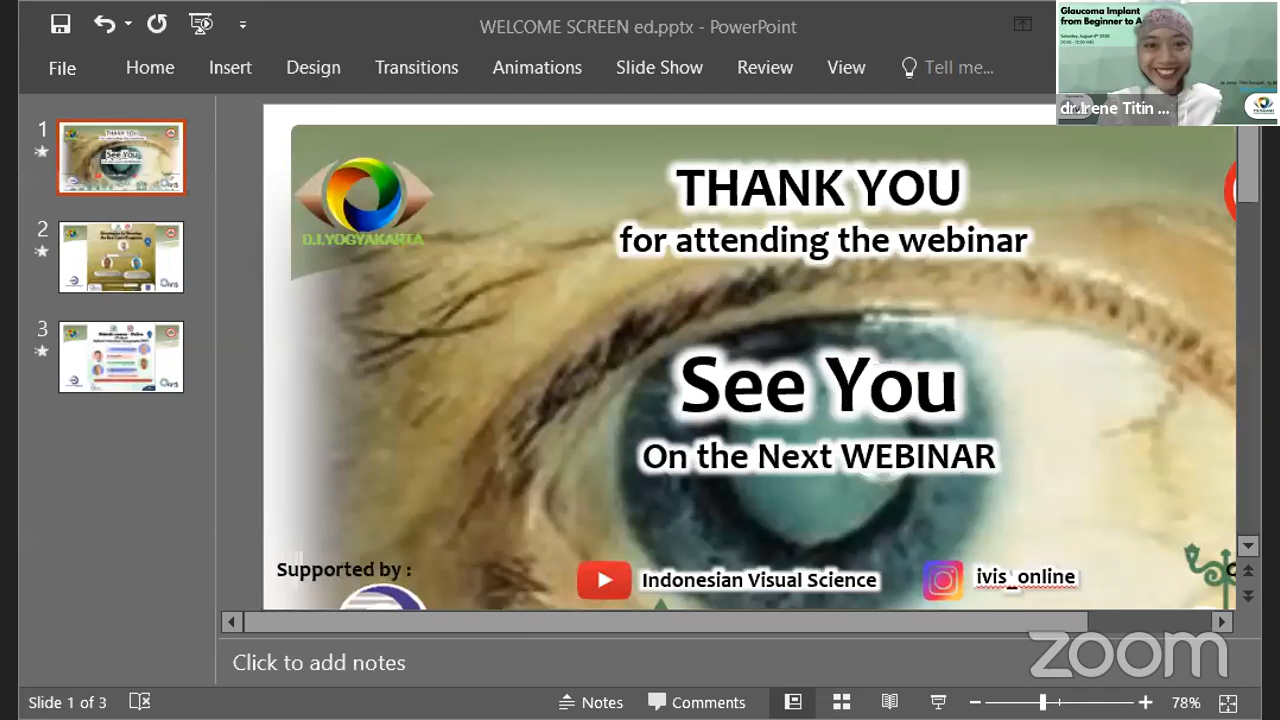 WELCOME SCREEN ed.pptx - PowerPoint
File Home Insert Design Transitions Animations Slide Show Review View Tell me...
Glaucoma Implant
from Beginner to A
dr.Irene Titin ...
1
2
3
D.I.YOGYAKARTA
THANK YOU
for attending the webinar
See You
On the Next WEBINAR
Supported by :
Indonesian Visual Science
ivis_online
Click to add notes
zoom
Slide 1 of 3
Notes
Comments
78%